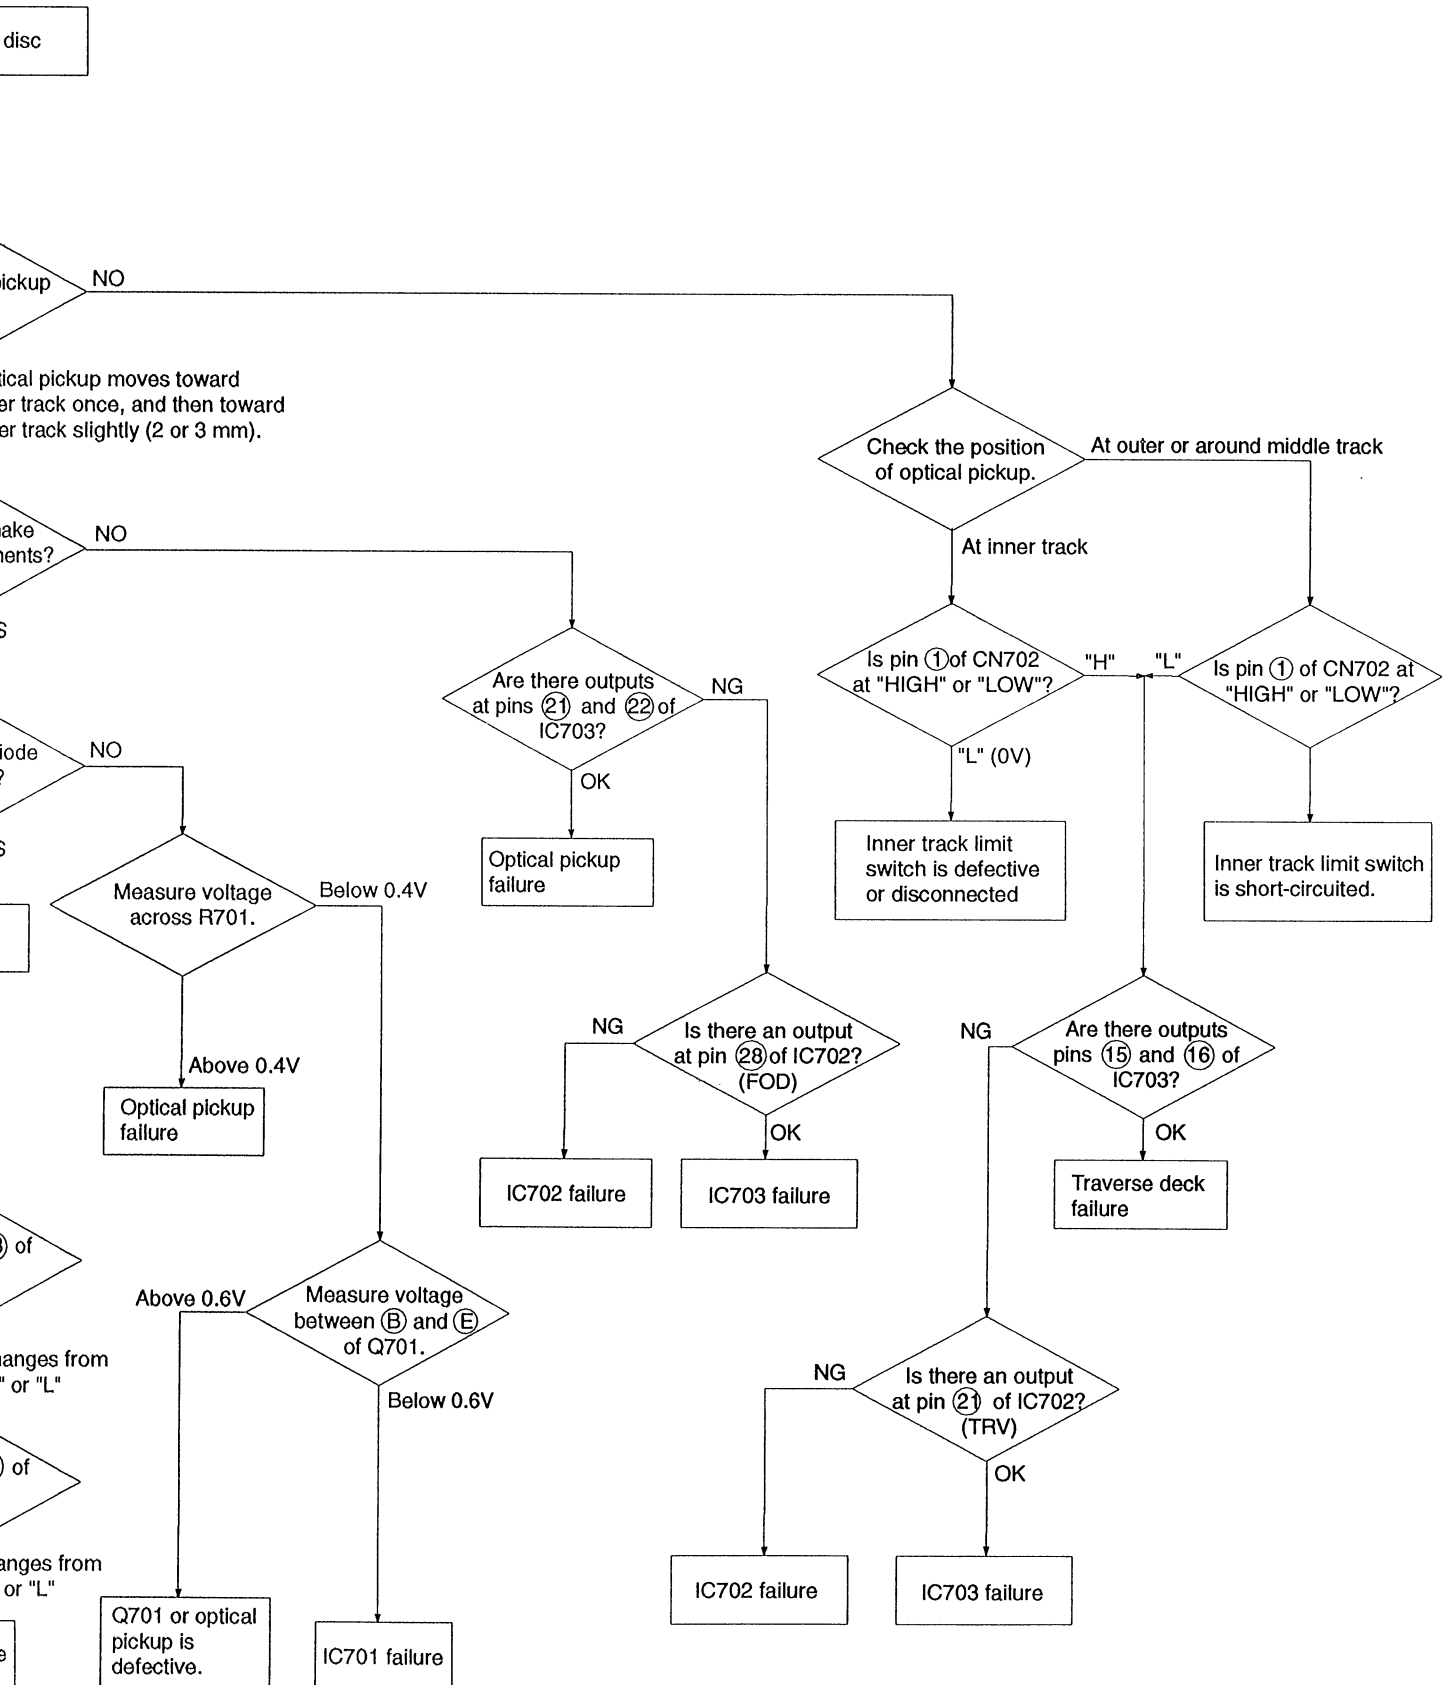 disc
pickup
NO
tical pickup moves toward
er track once, and then toward
er track slightly (2 or 3 mm).
Check the position
of optical pickup.
At outer or around middle track
At inner track
ake
nents?
NO
S
Is pin ① of CN702
at "HIGH" or "LOW"?
"H"
"L"
Is pin ① of CN702 at
"HIGH" or "LOW"?
"L" (0V)
Are there outputs
at pins ㉑ and ㉒ of
IC703?
NG
OK
iode
?
NO
S
Optical pickup
failure
Inner track limit
switch is defective
or disconnected
Inner track limit switch
is short-circuited.
Measure voltage
across R701.
Below 0.4V
Above 0.4V
Optical pickup
failure
NG
Is there an output
at pin ㉘ of IC702?
(FOD)
OK
NG
Are there outputs
pins ⑮ and ⑯ of
IC703?
OK
IC702 failure
IC703 failure
Traverse deck
failure
of
Above 0.6V
Measure voltage
between Ⓑ and Ⓔ
of Q701.
Below 0.6V
hanges from
" or "L"
NG
Is there an output
at pin ㉑ of IC702?
(TRV)
OK
of
anges from
or "L"
e
Q701 or optical
pickup is
defective.
IC701 failure
IC702 failure
IC703 failure